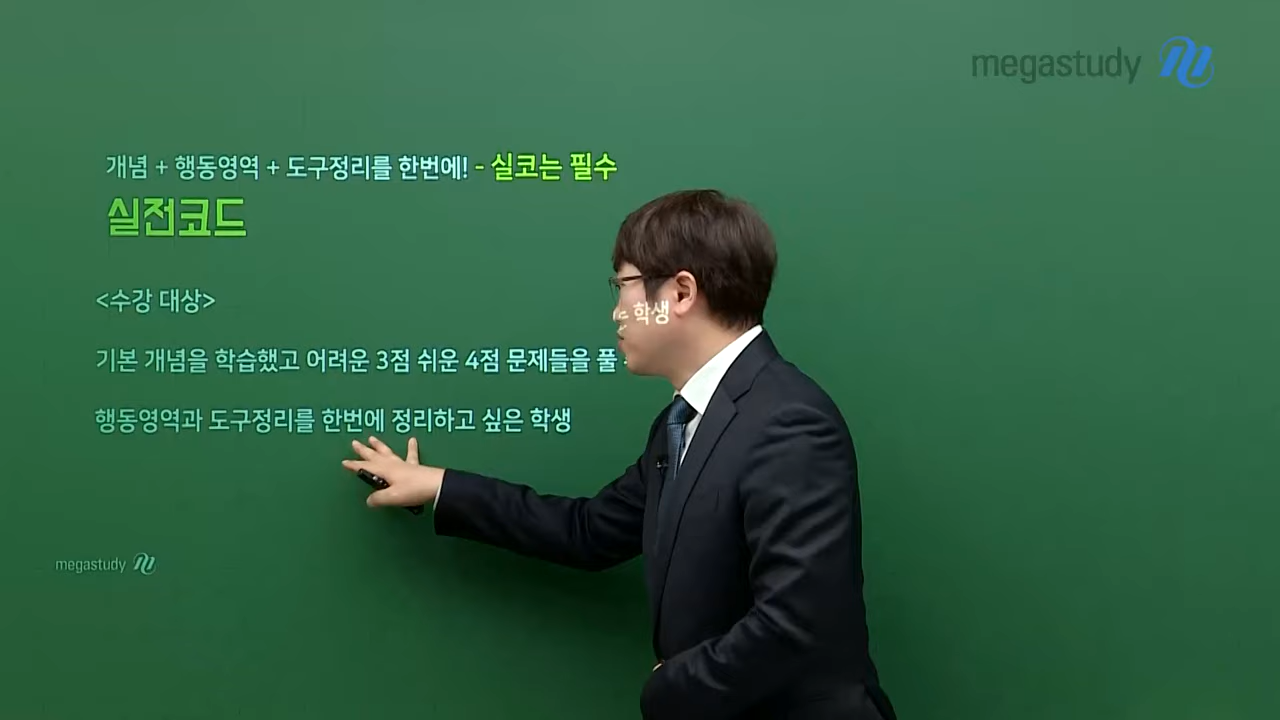 megastudy
개념 + 행동영역 + 도구정리를 한번에! - 실코는 필수
실전코드
<수강 대상>
학생
기본 개념을 학습했고 어려운 3점 쉬운 4점 문제들을 풀
행동영역과 도구정리를 한번에 정리하고 싶은 학생
megastudy